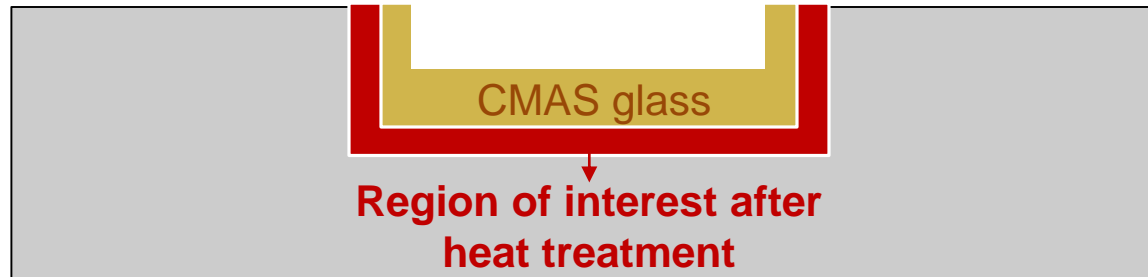 CMAS glass
Region of interest after
heat treatment